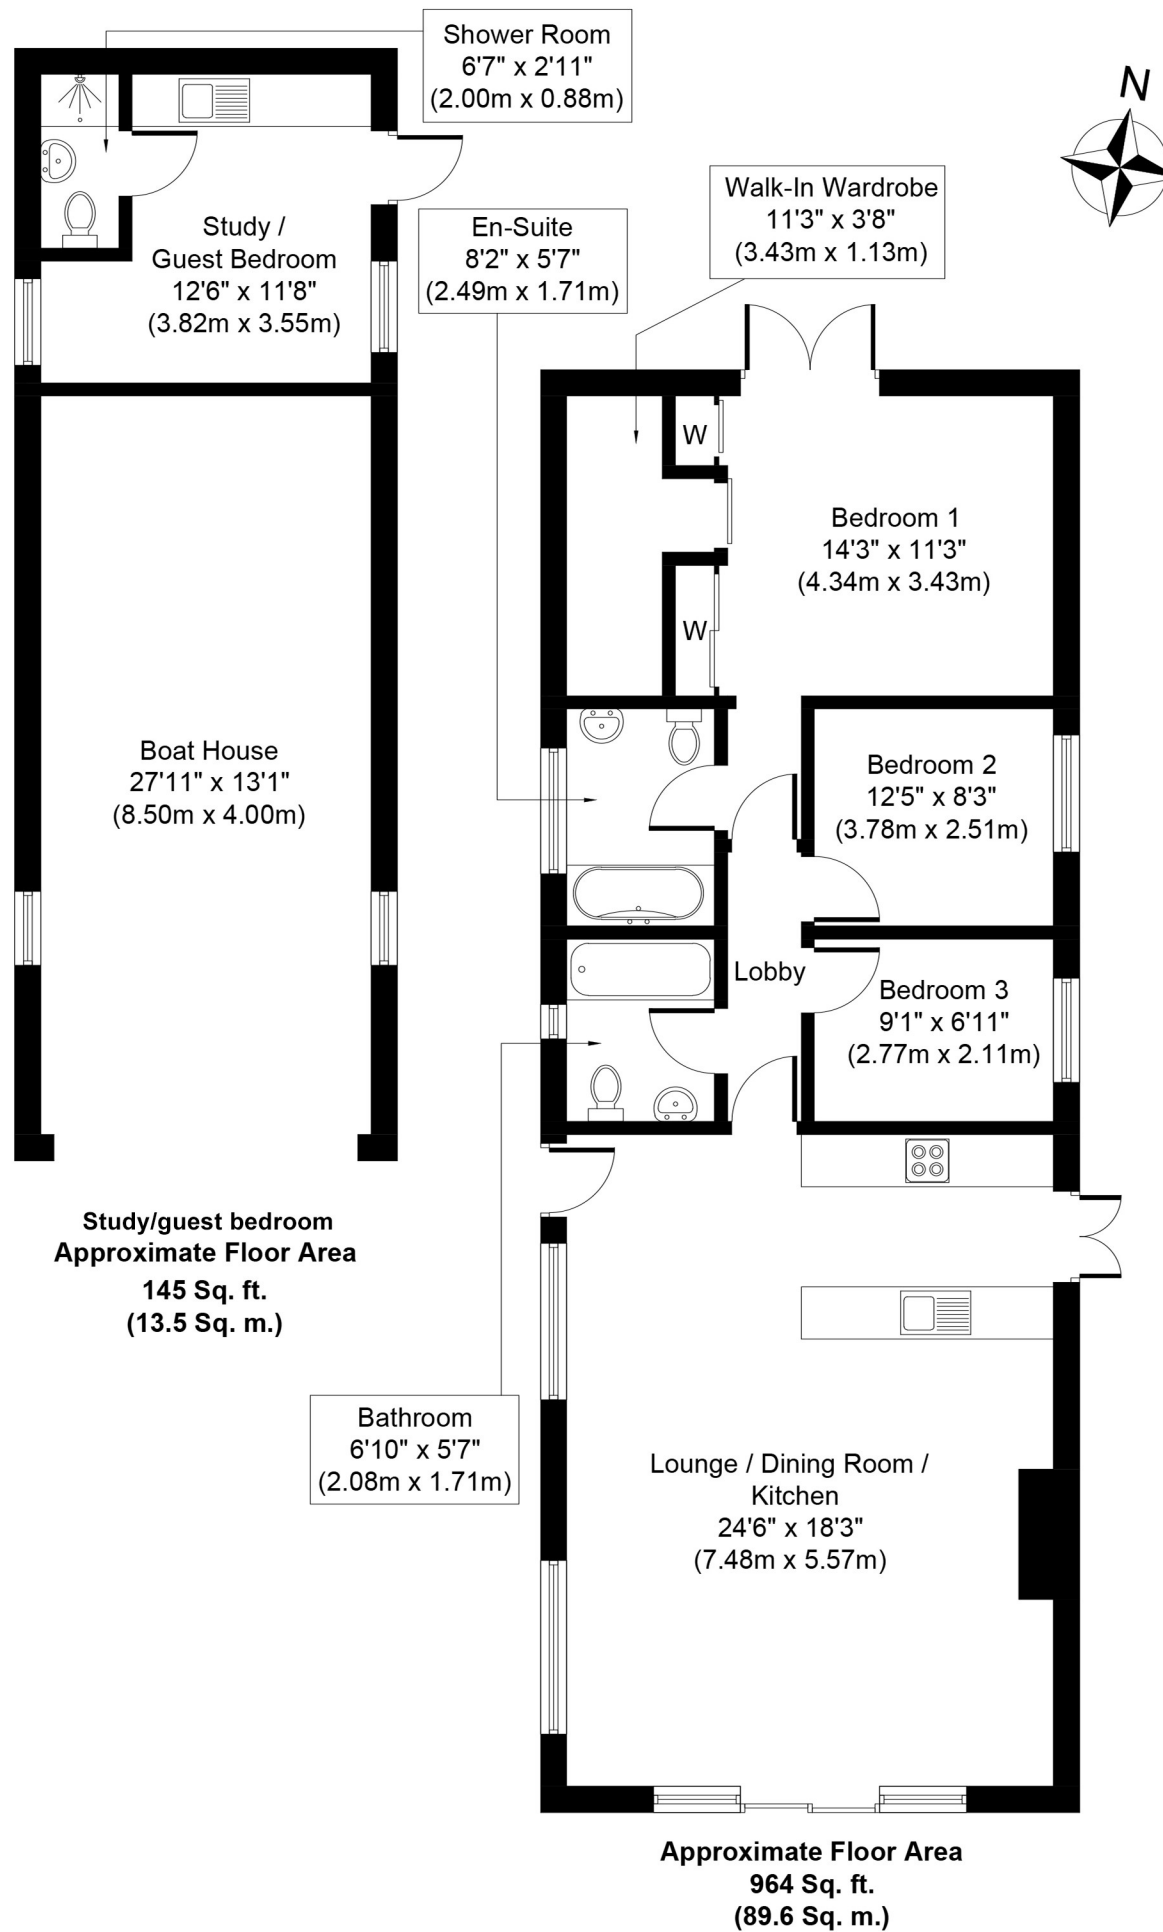 Shower Room
6'7" x 2'11"
(2.00m x 0.88m)
N
Walk-In Wardrobe
11'3" x 3'8"
(3.43m x 1.13m)
En-Suite
8'2" x 5'7"
(2.49m x 1.71m)
Study /
Guest Bedroom
12'6" x 11'8"
(3.82m x 3.55m)
W
Bedroom 1
14'3" x 11'3"
(4.34m x 3.43m)
W
Boat House
27'11" x 13'1"
(8.50m x 4.00m)
Bedroom 2
12'5" x 8'3"
(3.78m x 2.51m)
Lobby
Bedroom 3
9'1" x 6'11"
(2.77m x 2.11m)
Study/guest bedroom
Approximate Floor Area
145 Sq. ft.
(13.5 Sq. m.)
Bathroom
6'10" x 5'7"
(2.08m x 1.71m)
Lounge / Dining Room /
Kitchen
24'6" x 18'3"
(7.48m x 5.57m)
Approximate Floor Area
964 Sq. ft.
(89.6 Sq. m.)